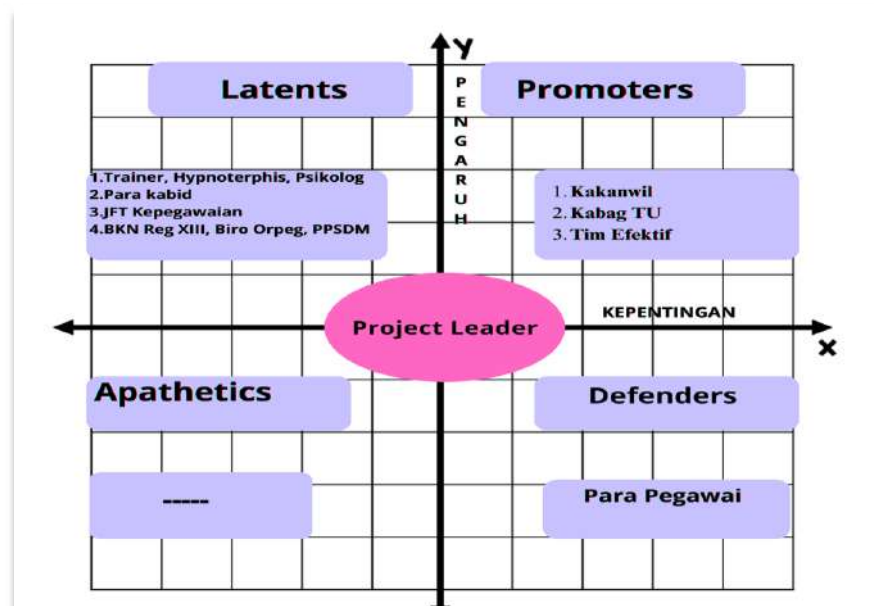 Y
Latents
Promoters
PENGARUH
1.Trainer, Hypnoterphis, Psikolog
2.Para kabid
3.JFT Kepegawaian
4.BKN Reg XIII, Biro Orpeg, PPSDM
1. Kakanwil
2. Kabag TU
3. Tim Efektif
Project Leader
KEPENTINGAN
X
Apathetics
Defenders
-----
Para Pegawai